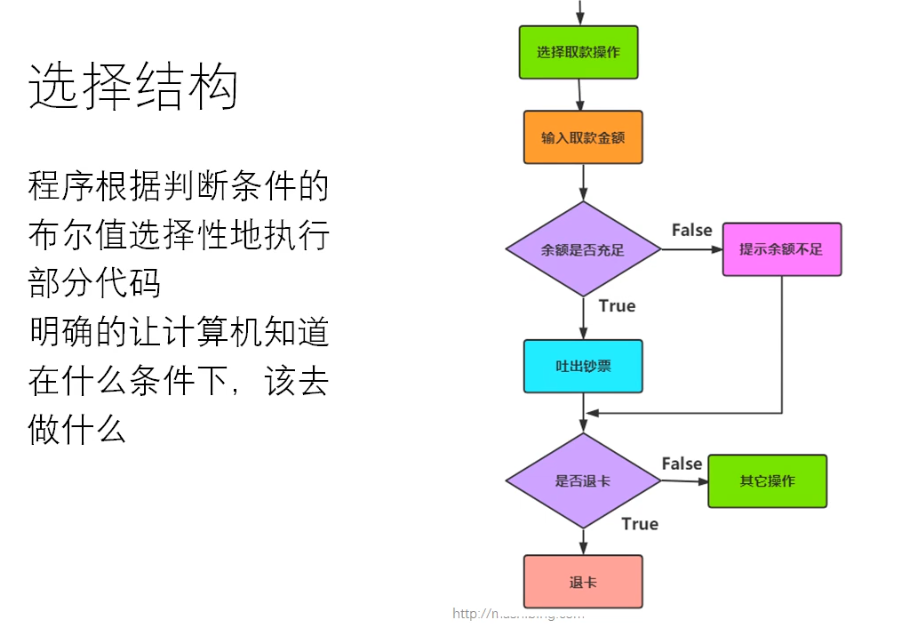 选择结构
程序根据判断条件的
布尔值选择性地执行
部分代码
明确的让计算机知道
在什么条件下，该去
做什么
选择取款操作
输入取款金额
余额是否充足
False
提示余额不足
True
吐出钞票
是否退卡
False
其它操作
True
退卡